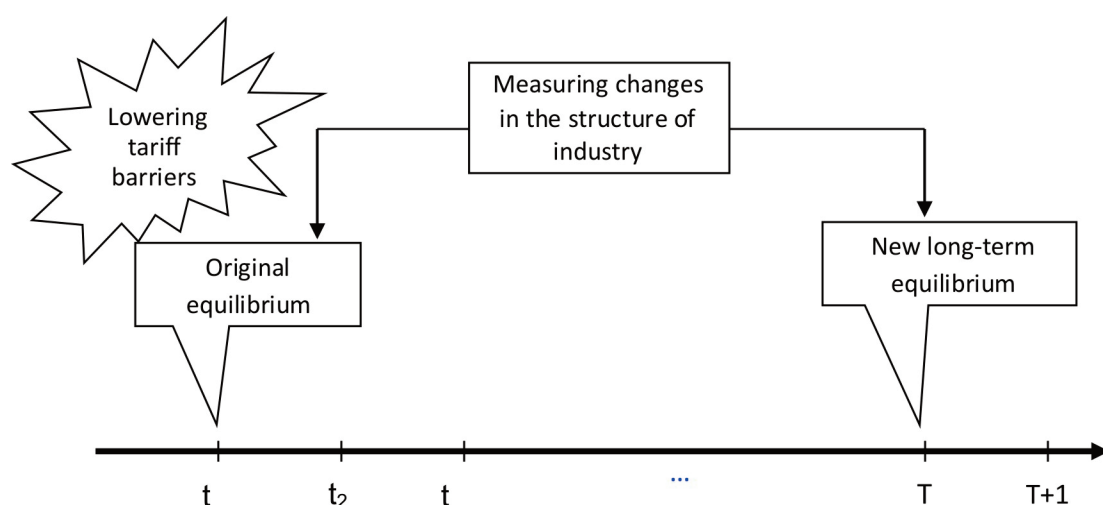 Lowering
tariff
barriers
Measuring changes
in the structure of
industry
Original
equilibrium
New long-term
equilibrium
t t₂ t ... T T+1